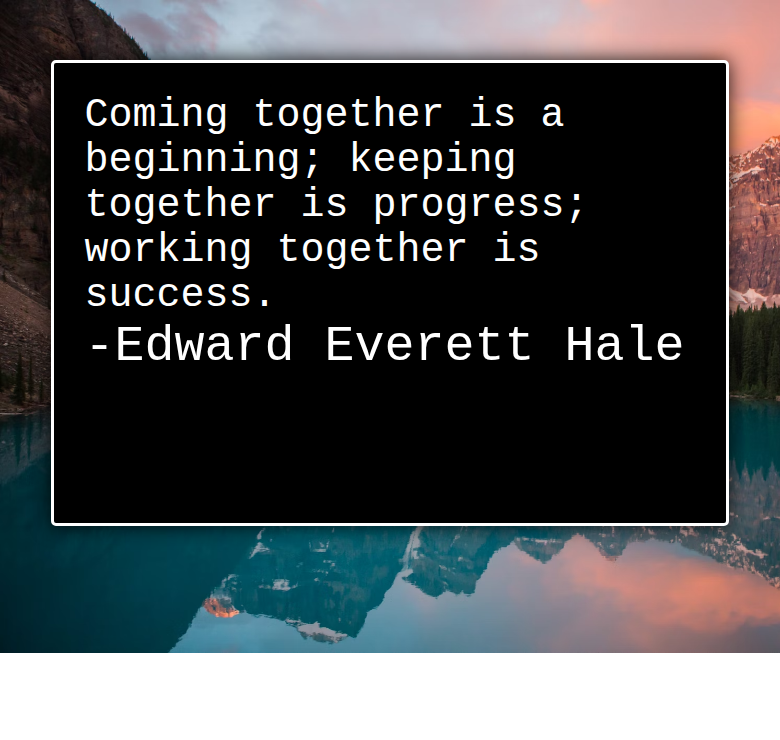 Coming together is a
beginning; keeping
together is progress;
working together is
success.
-Edward Everett Hale